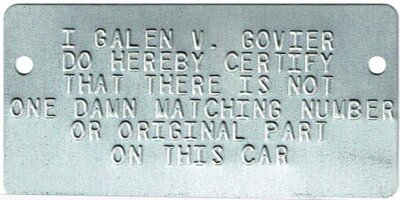 I GALEN V. GOVIER
DO HEREBY CERTIFY
THAT THERE IS NOT
ONE DAMN MATCHING NUMBER
OR ORIGINAL PART
ON THIS CAR